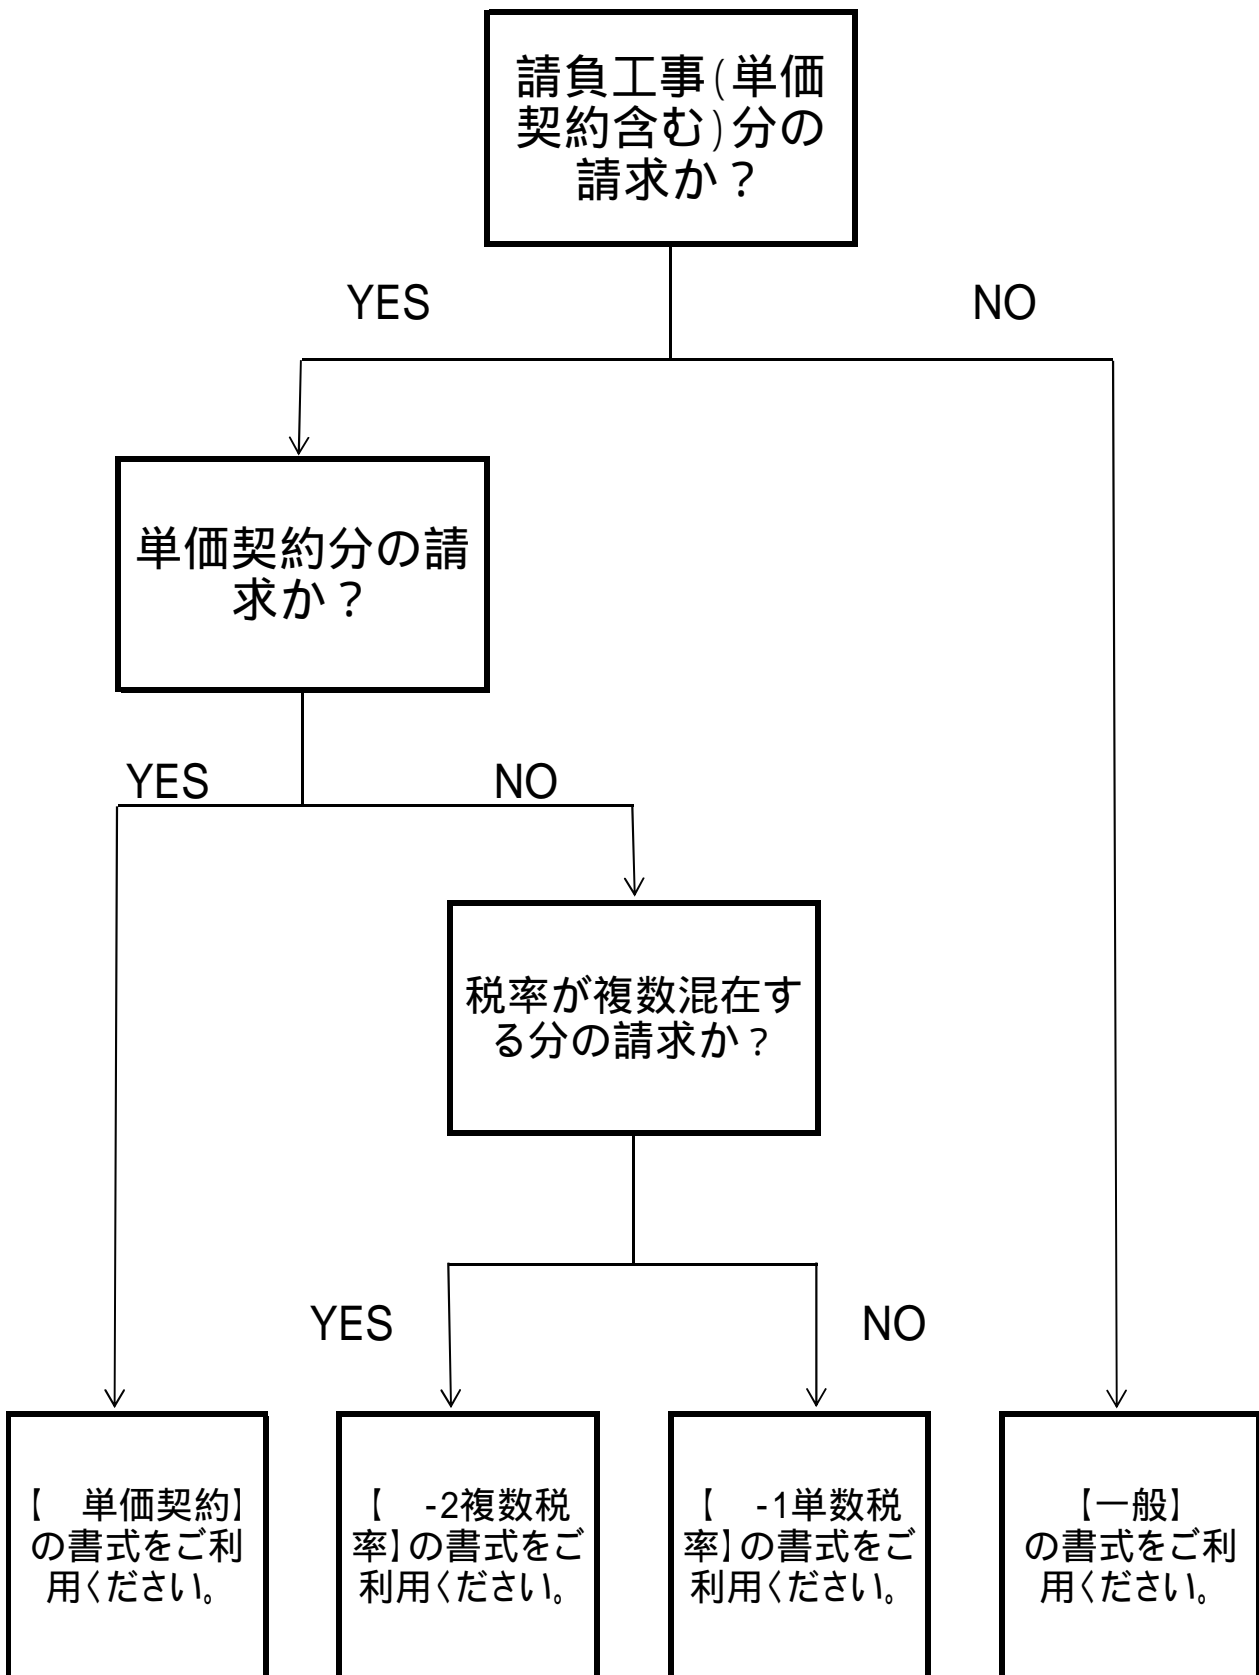 請負工事(単価
契約含む)分の
請求か？
YES
NO
単価契約分の請
求か？
YES
NO
税率が複数混在す
る分の請求か？
YES
NO
【　単価契約】
の書式をご利
用ください。
【　-2複数税
率】の書式をご
利用ください。
【　-1単数税
率】の書式をご
利用ください。
【一般】
の書式をご利
用ください。